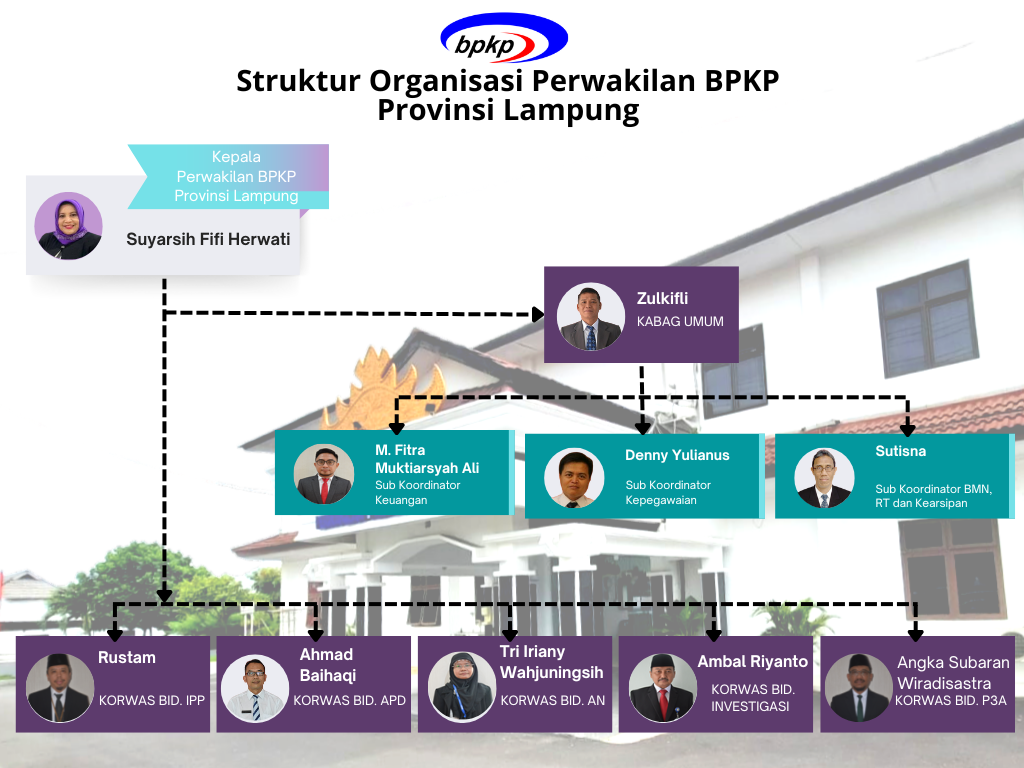 bpkp
Struktur Organisasi Perwakilan BPKP
Provinsi Lampung
Kepala
Perwakilan BPKP
Provinsi Lampung
Suyarsih Fifi Herwati
Zulkifli
KABAG UMUM
M. Fitra
Muktiarsyah Ali
Sub Koordinator
Keuangan
Denny Yulianus
Sub Koordinator
Kepegawaian
Sutisna
Sub Koordinator BMN,
RT dan Kearsipan
Rustam
KORWAS BID. IPP
Ahmad
Baihaqi
KORWAS BID. APD
Tri Iriany
Wahjuningsih
KORWAS BID. AN
Ambal Riyanto
KORWAS BID.
INVESTIGASI
Angka Subaran
Wiradisastra
KORWAS BID. P3A